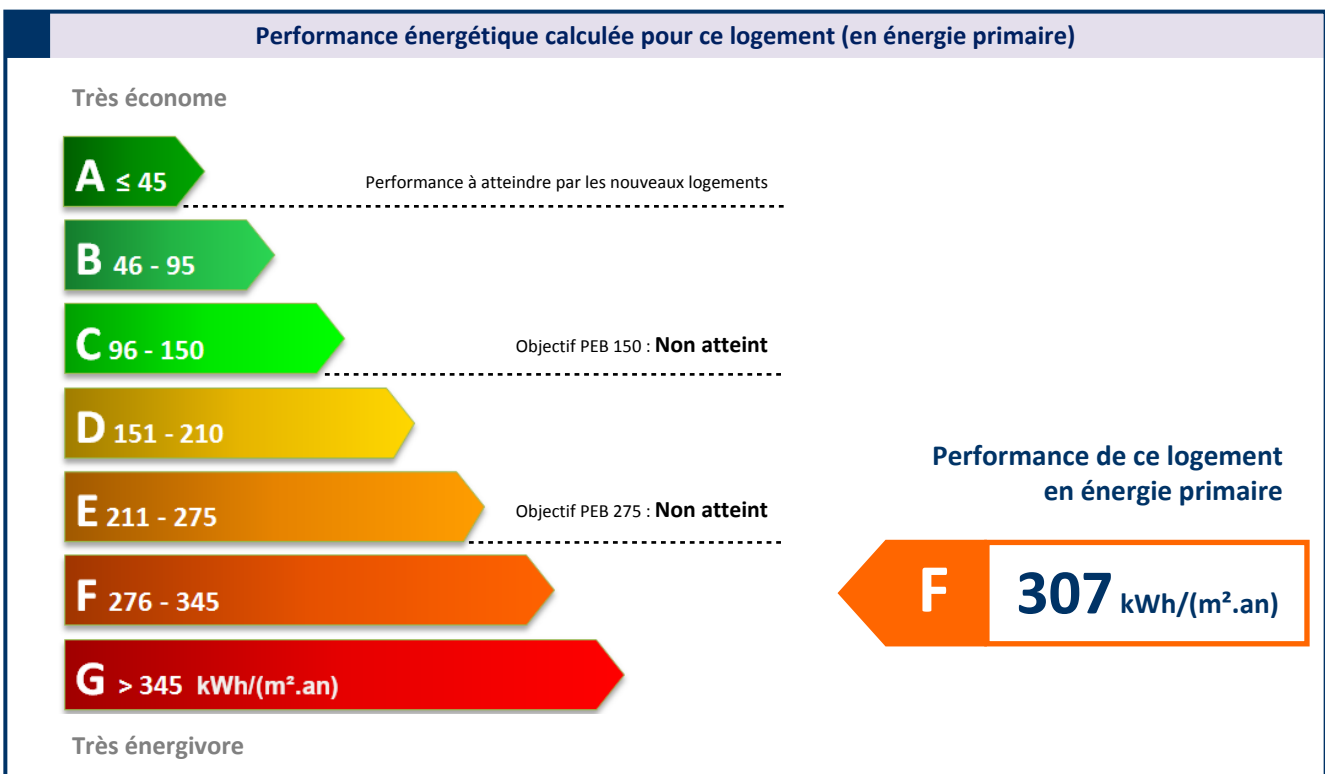 Performance énergétique calculée pour ce logement (en énergie primaire)
Très économe
A ≤ 45
Performance à atteindre par les nouveaux logements
B 46 - 95
C 96 - 150
Objectif PEB 150 : Non atteint
D 151 - 210
E 211 - 275
Objectif PEB 275 : Non atteint
F 276 - 345
G > 345 kWh/(m².an)
Très énergivore
Performance de ce logement
en énergie primaire
F 307 kWh/(m².an)